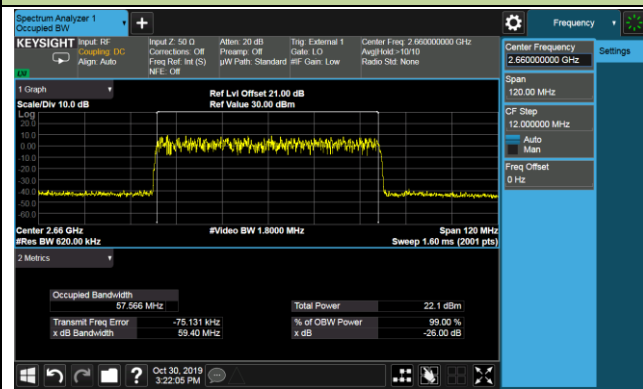 Spectrum Analyzer 1
Occupied BW
Frequency
KEYSIGHT
Input: RF
Coupling: DC
Align: Auto
Input Z: 50 Ω
Corrections: Off
Freq Ref: Int (S)
NFE: Off
Atten: 20 dB
Preamp: Off
µW Path: Standard
Trig: External 1
Gate: LO
#IF Gain: Low
Center Freq: 2.660000000 GHz
Avg|Hold:>10/10
Radio Std: None
Center Frequency
2.660000000 GHz
Settings
Span
120.00 MHz
CF Step
12.000000 MHz
Auto
Man
Freq Offset
0 Hz
1 Graph
Scale/Div 10.0 dB
Ref Lvl Offset 21.00 dB
Ref Value 30.00 dBm
Log
20.0
10.0
0.00
-10.0
-20.0
-30.0
-40.0
-50.0
-60.0
Center 2.66 GHz
#Res BW 620.00 kHz
#Video BW 1.8000 MHz
Span 120 MHz
Sweep 1.60 ms (2001 pts)
2 Metrics
Occupied Bandwidth
57.566 MHz
Total Power 22.1 dBm
Transmit Freq Error -75.131 kHz
% of OBW Power 99.00 %
x dB Bandwidth 59.40 MHz
x dB -26.00 dB
?
Oct 30, 2019
3:22:05 PM